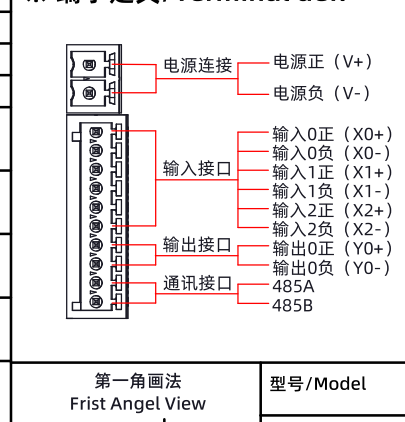 电源连接
电源正（V+）
电源负（V-）
输入接口
输入0正（X0+）
输入0负（X0-）
输入1正（X1+）
输入1负（X1-）
输入2正（X2+）
输入2负（X2-）
输出接口
输出0正（Y0+）
输出0负（Y0-）
通讯接口
485A
485B
第一角画法
Frist Angel View
型号/Model